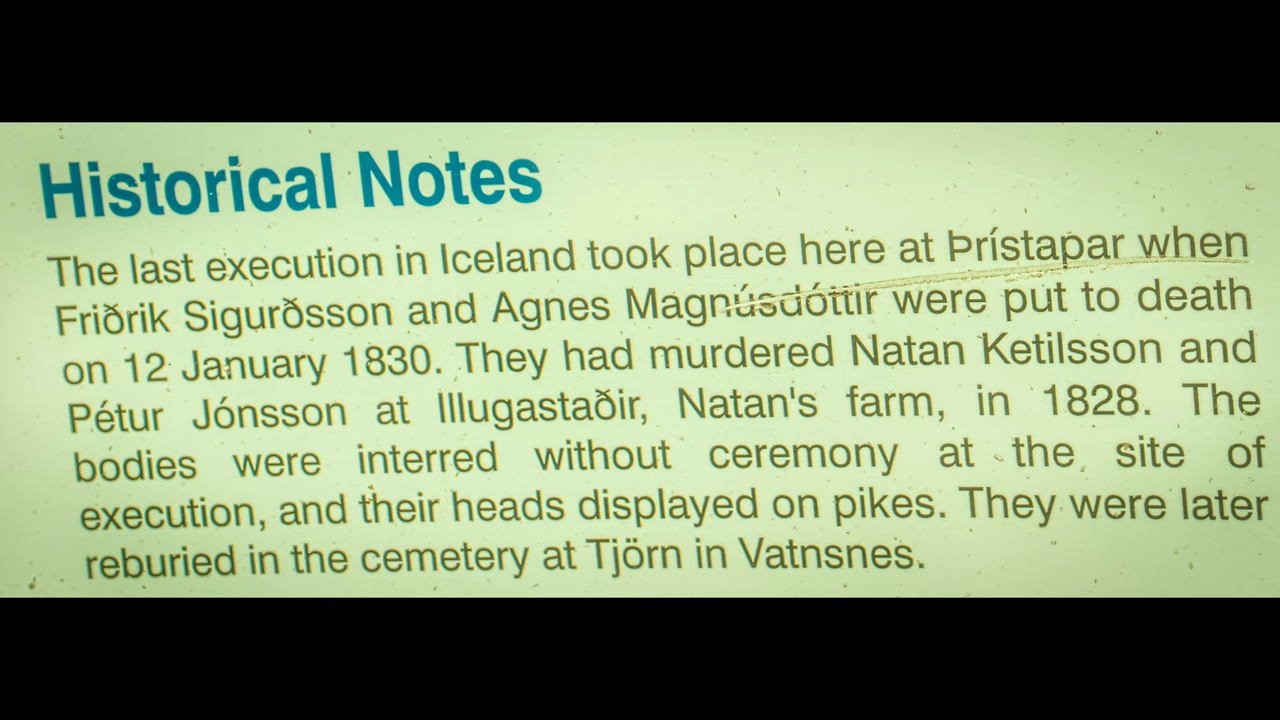 Historical Notes
The last execution in Iceland took place here at Þrístapar when
Friðrik Sigurðsson and Agnes Magnúsdóttir were put to death
on 12 January 1830. They had murdered Natan Ketilsson and
Pétur Jónsson at Illugastaðir, Natan's farm, in 1828. The
bodies were interred without ceremony at the site of
execution, and their heads displayed on pikes. They were later
reburied in the cemetery at Tjörn in Vatnsnes.